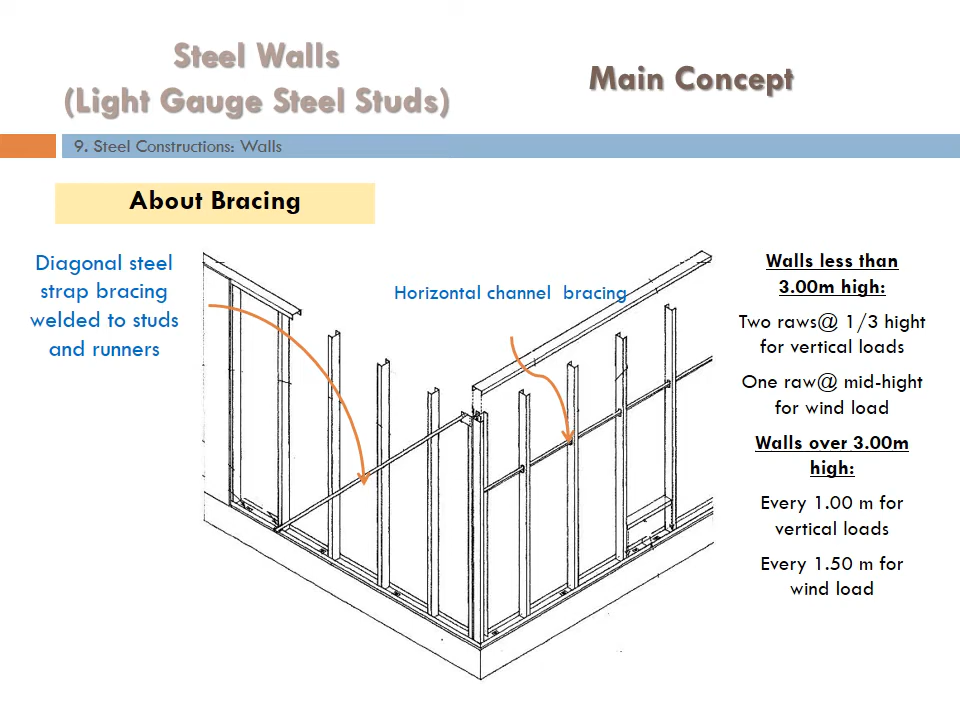 Steel Walls
(Light Gauge Steel Studs)
Main Concept
9. Steel Constructions: Walls
About Bracing
Diagonal steel
strap bracing
welded to studs
and runners
Horizontal channel  bracing
Walls less than
3.00m high:
Two raws@ 1/3 hight
for vertical loads
One raw@ mid-hight
for wind load
Walls over 3.00m
high:
Every 1.00 m for
vertical loads
Every 1.50 m for
wind load